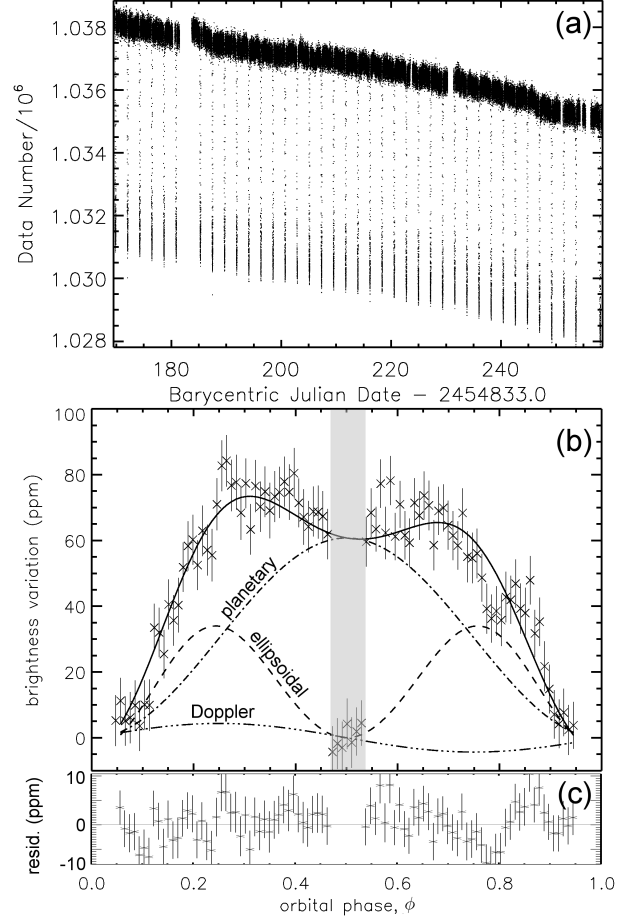 (a)
1.038
1.036
1.034
1.032
1.030
1.028
Data Number/10⁶
180 200 220 240
Barycentric Julian Date – 2454833.0
(b)
100
80
60
40
20
0
brightness variation (ppm)
planetary
ellipsoidal
Doppler
(c)
10
0
-10
resid. (ppm)
0.0 0.2 0.4 0.6 0.8 1.0
orbital phase, ϕ